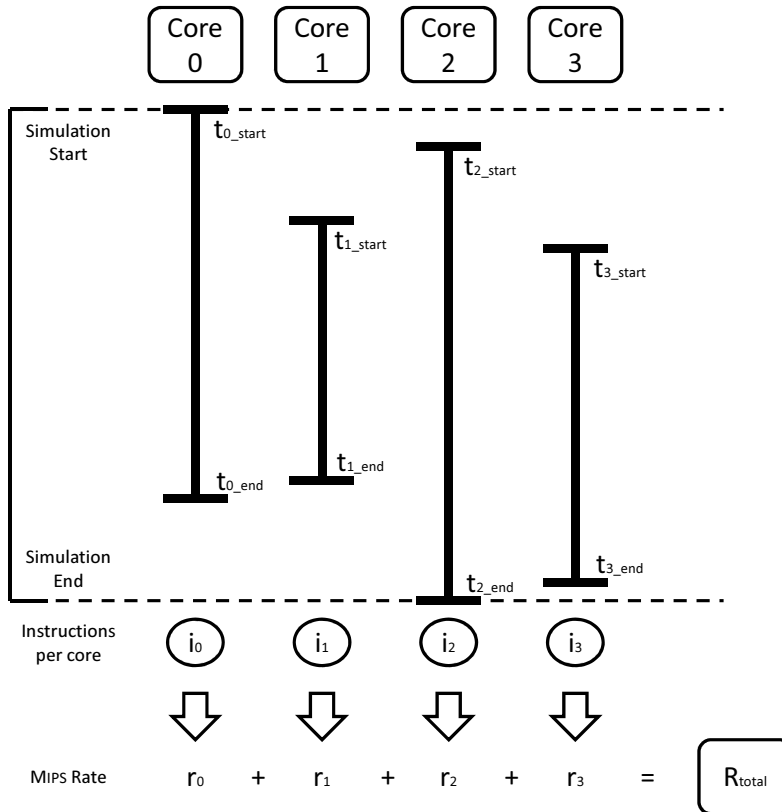 Core 0
Core 1
Core 2
Core 3
Simulation
Start
t0_start
t2_start
t1_start
t3_start
t1_end
t0_end
Simulation
End
t3_end
t2_end
Instructions
per core
i0
i1
i2
i3
MIPS Rate r0 + r1 + r2 + r3 = Rtotal